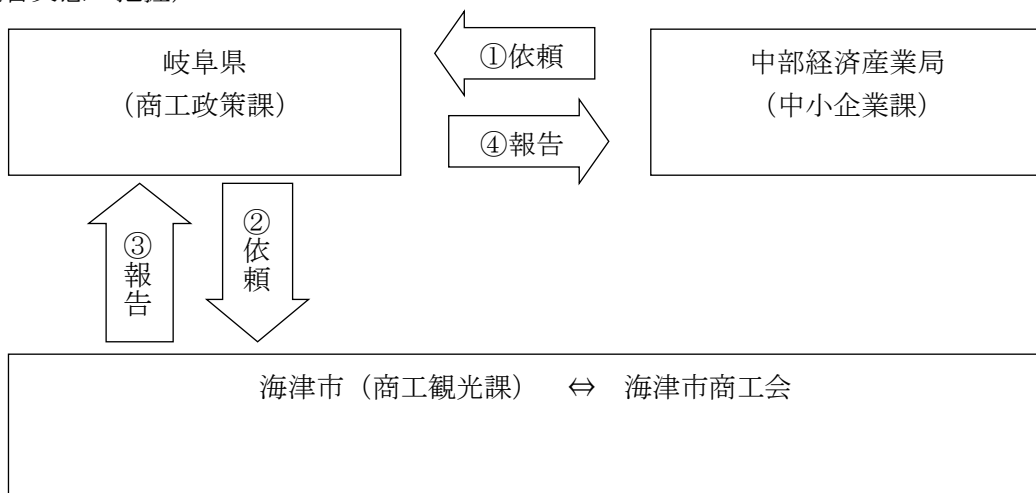 岐阜県
（商工政策課）
①依頼
④報告
中部経済産業局
（中小企業課）
③報告
②依頼
海津市（商工観光課）　⇔　海津市商工会